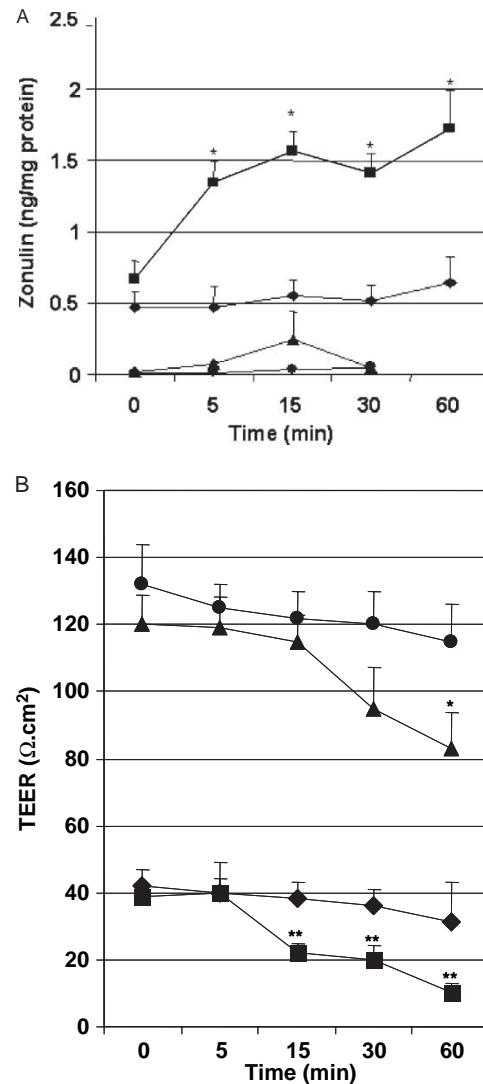 A
2.5
2
1.5
1
0.5
0
Zonulin (ng/mg protein)
* * * *
0 5 15 30 60
Time (min)
B
160
140
120
100
80
60
40
20
0
TEER (Ω.cm²)
*
** ** **
0 5 15 30 60
Time (min)